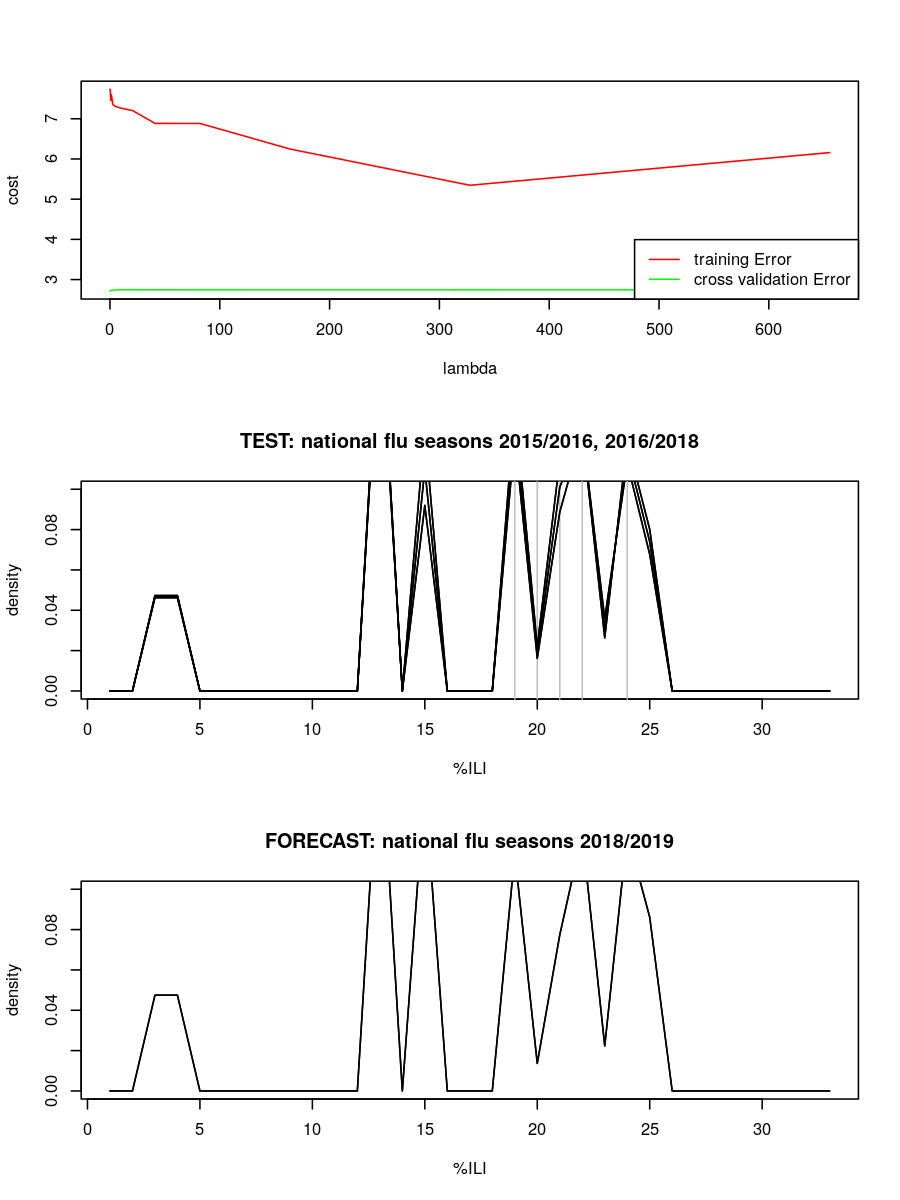 cost
7
6
5
4
3
training Error
cross validation Error
0 100 200 300 400 500 600
lambda
TEST: national flu seasons 2015/2016, 2016/2018
density
0.08
0.04
0.00
0 5 10 15 20 25 30
%ILI
FORECAST: national flu seasons 2018/2019
density
0.08
0.04
0.00
0 5 10 15 20 25 30
%ILI